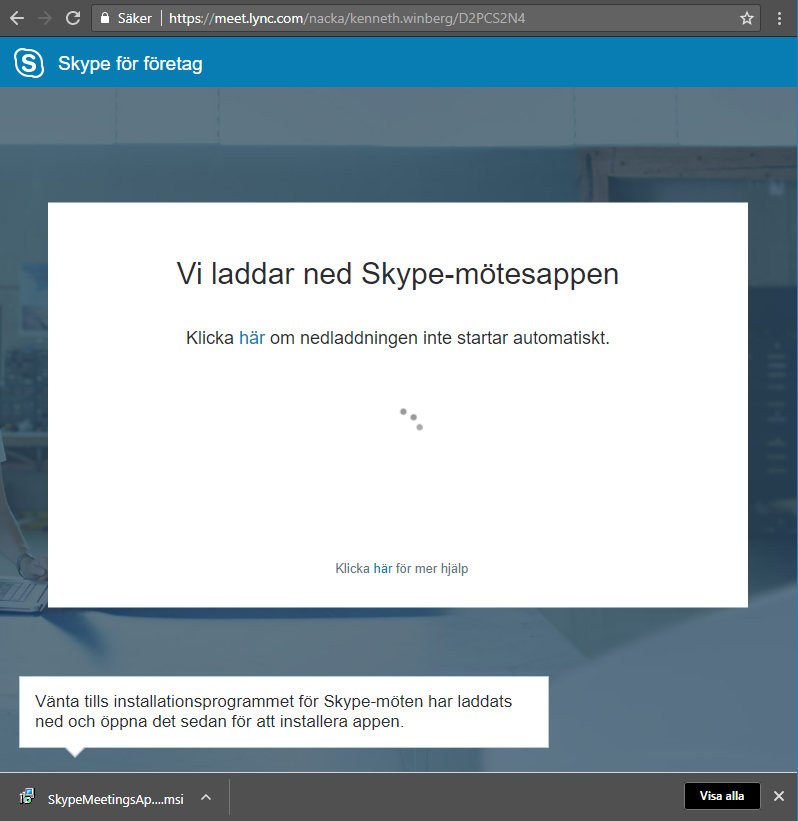 Säker
https://meet.lync.com/nacka/kenneth.winberg/D2PCS2N4
Skype för företag
Vi laddar ned Skype-mötesappen
Klicka här om nedladdningen inte startar automatiskt.
Klicka här för mer hjälp
Vänta tills installationsprogrammet för Skype-möten har laddats
ned och öppna det sedan för att installera appen.
SkypeMeetingsAp....msi
Visa alla